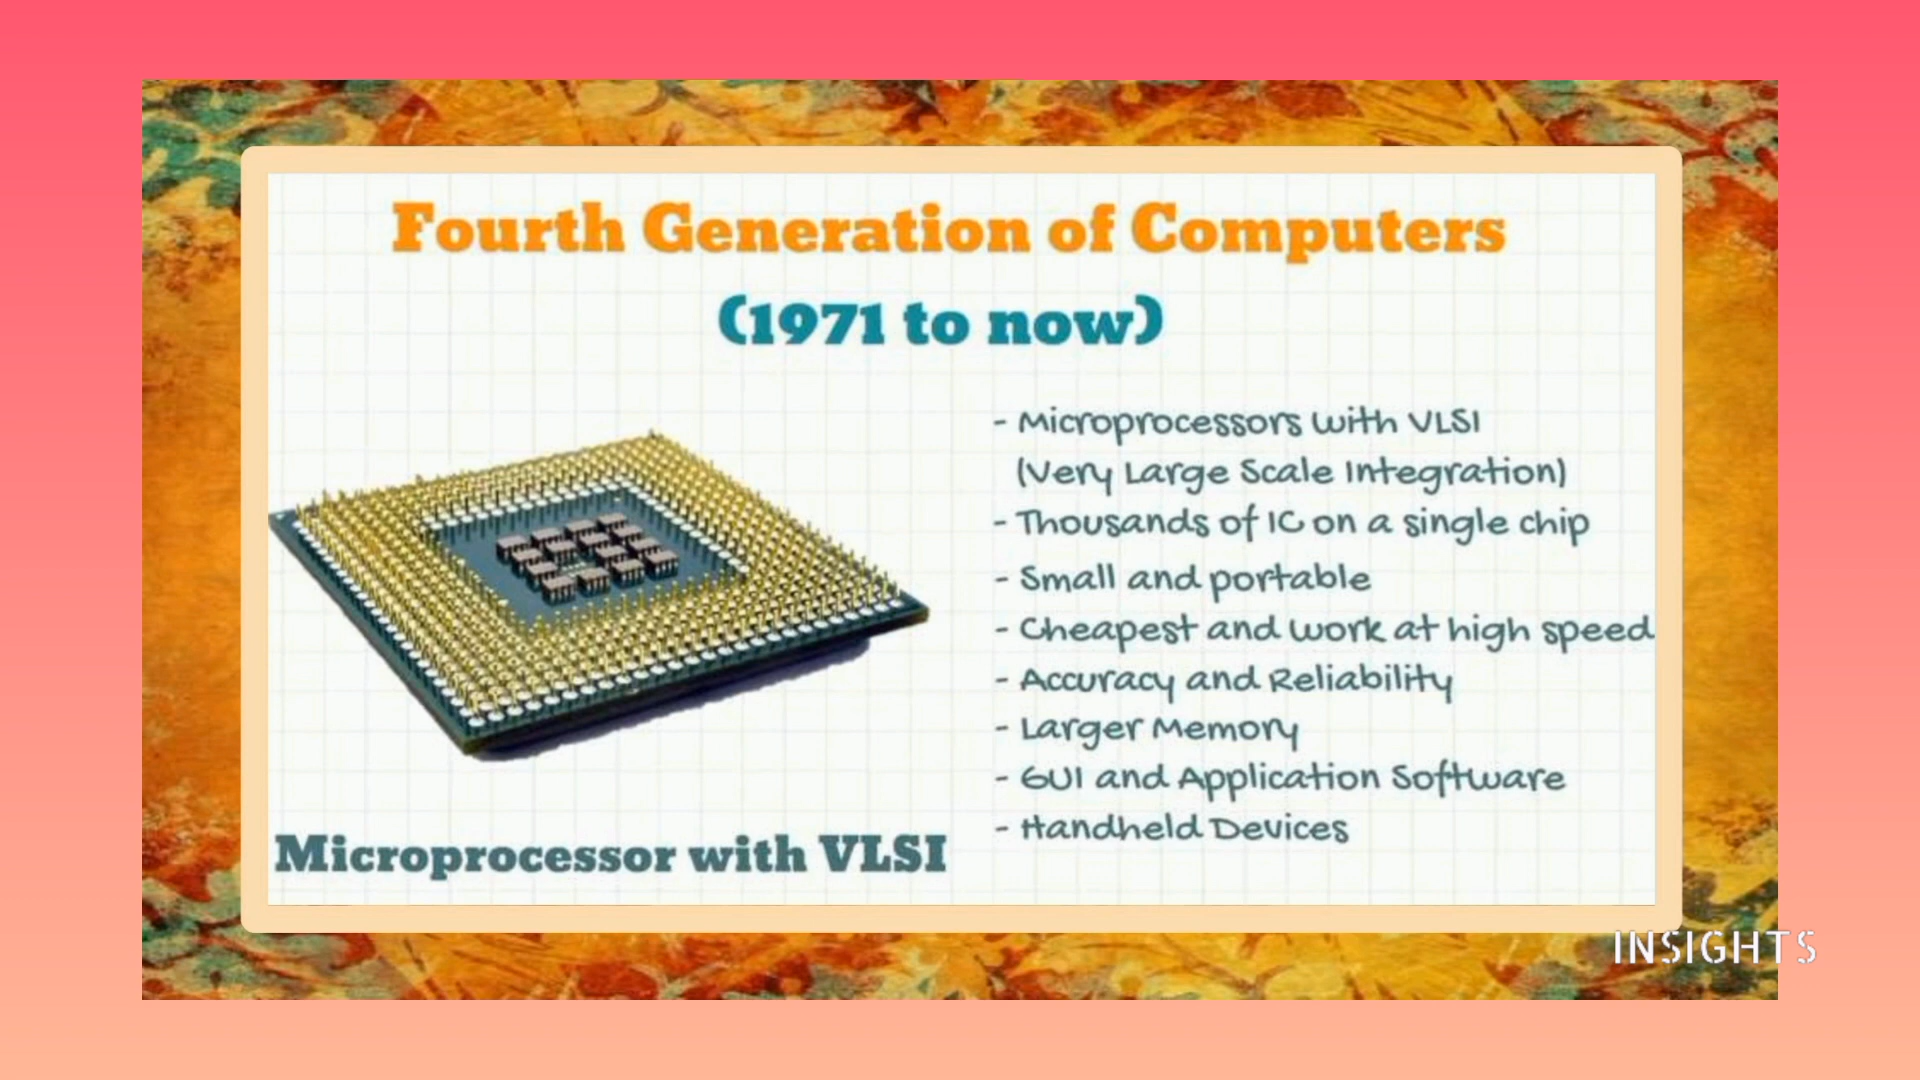 Fourth Generation of Computers
(1971 to now)
- Microprocessors with VLSI
(Very Large Scale Integration)
- Thousands of IC on a single chip
- Small and portable
- Cheapest and work at high speed
- Accuracy and Reliability
- Larger Memory
- GUI and Application Software
- Handheld Devices
Microprocessor with VLSI
INSIGHTS